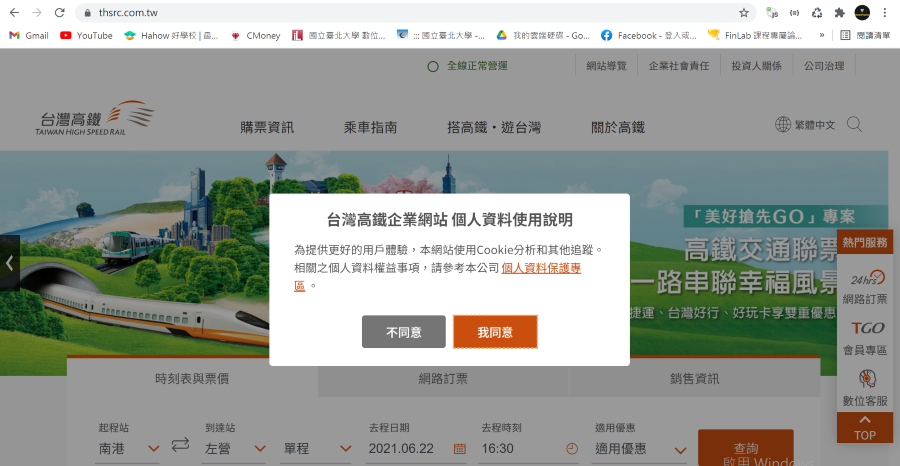 thsrc.com.tw
Gmail YouTube Hahow 好學校 | 最... CMoney 國立臺北大學 數位... ::: 國立臺北大學 -... 我的雲端硬碟 - Go... Facebook - 登入或... FinLab 課程專屬論... » 閱讀清單
全線正常營運 網站導覽 企業社會責任 投資人關係 公司治理
台灣高鐵
TAIWAN HIGH SPEED RAIL
購票資訊 乘車指南 搭高鐵・遊台灣 關於高鐵 繁體中文
「美好搶先GO」專案
高鐵交通聯票
一路串聯幸福風景
捷運、台灣好行、好玩卡享雙重優惠
台灣高鐵企業網站 個人資料使用說明
為提供更好的用戶體驗，本網站使用Cookie分析和其他追蹤。
相關之個人資料權益事項，請參考本公司 個人資料保護專
區 。
不同意 我同意
熱門服務
24hrs
網路訂票
TGO
會員專區
數位客服
TOP
時刻表與票價 網路訂票 銷售資訊
起程站 到達站 去程日期 去程時刻 適用優惠
南港 左營 單程 2021.06.22 16:30 適用優惠 查詢
啟用 Windows